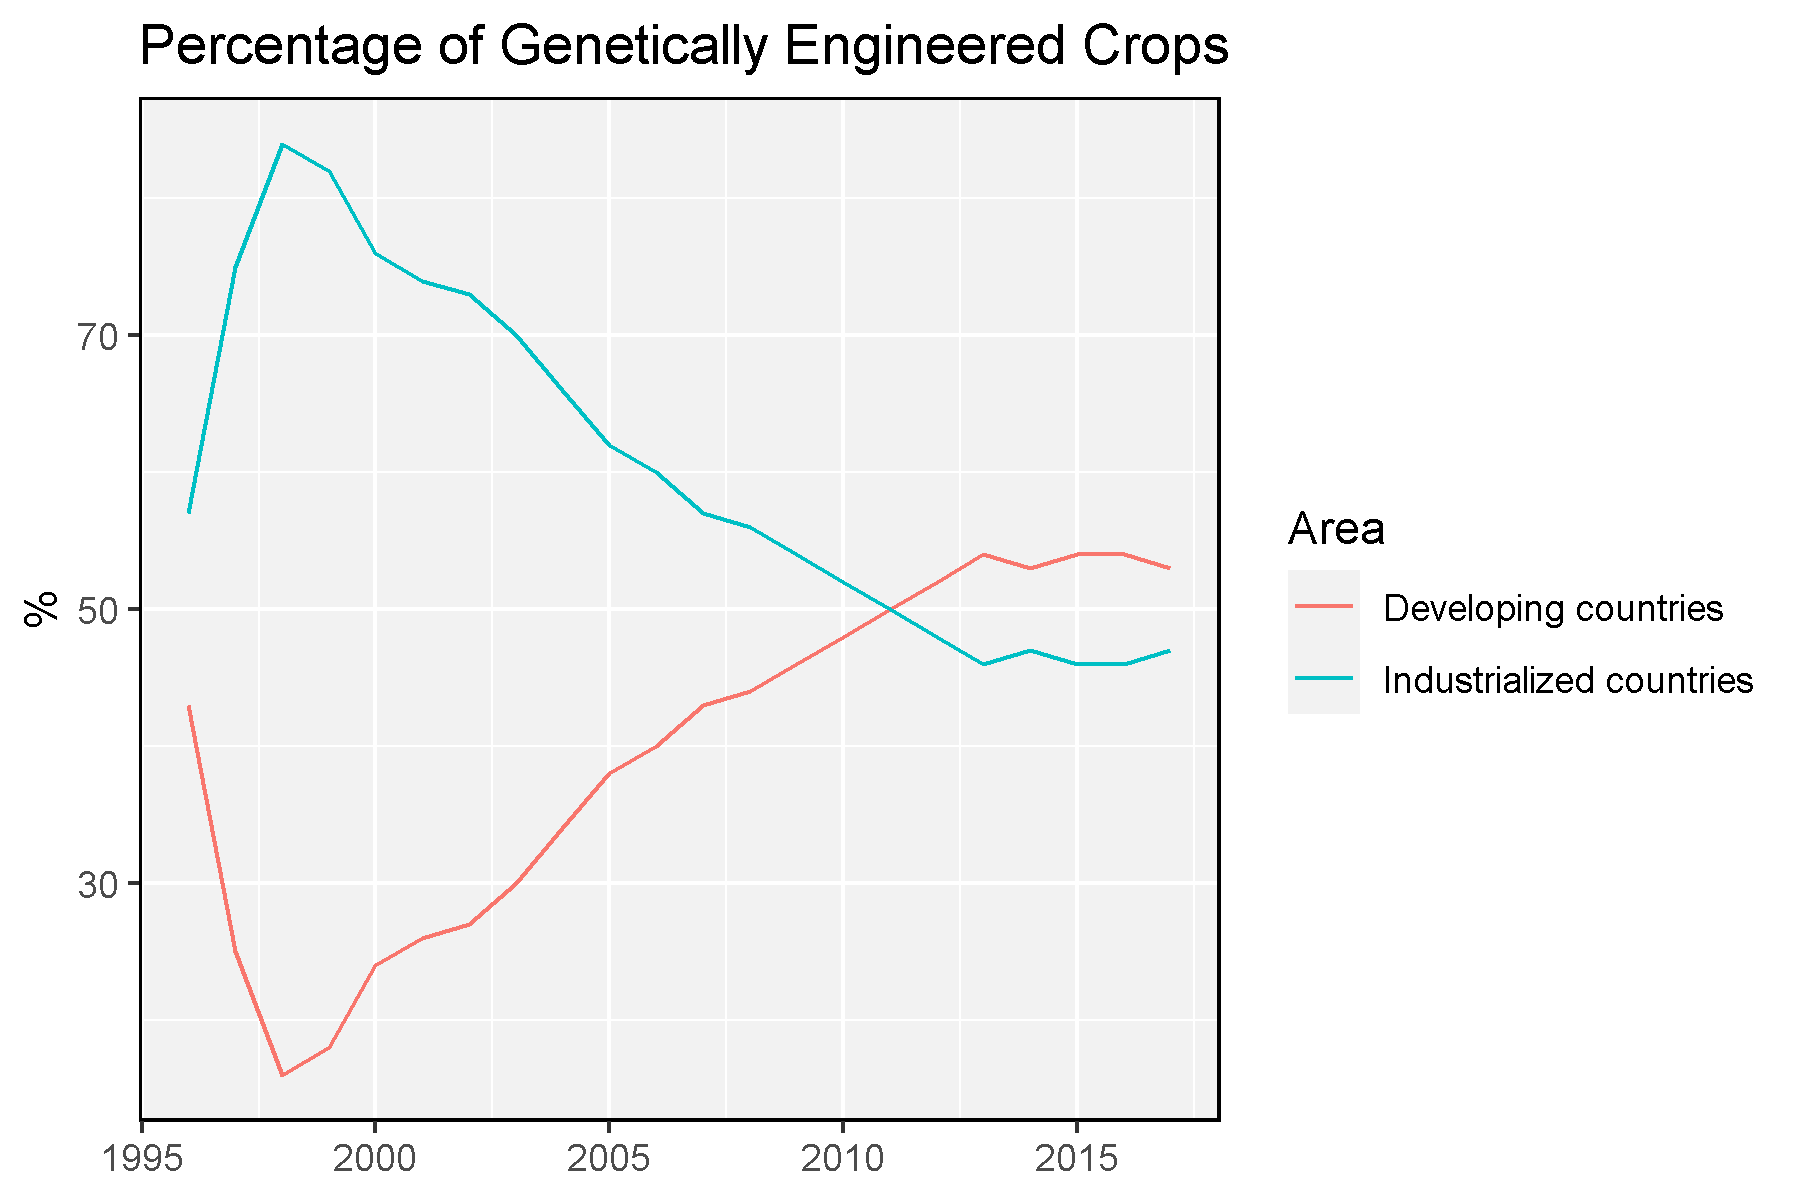 Percentage of Genetically Engineered Crops
%
70
50
30
1995
2000
2005
2010
2015
Area
Developing countries
Industrialized countries